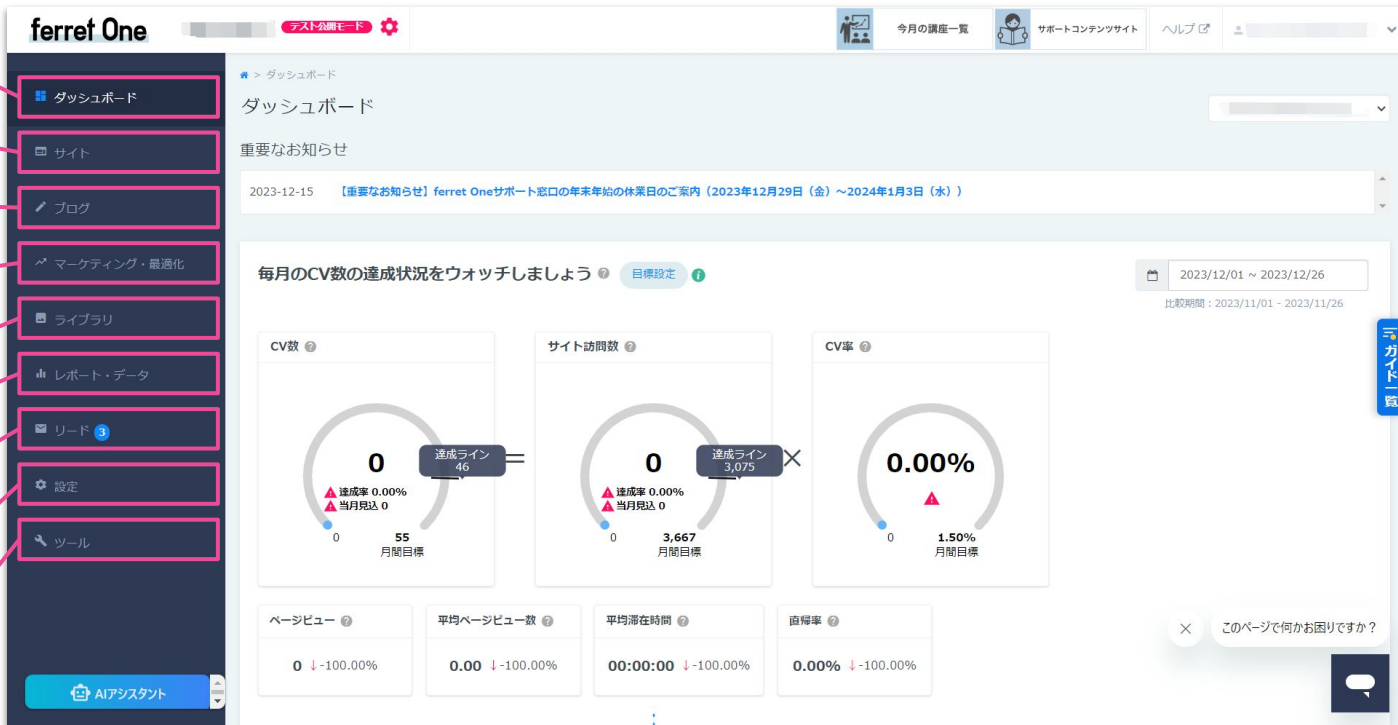 ferret One
テスト公開モード
今月の講座一覧
サポートコンテンツサイト
ヘルプ
ダッシュボード
サイト
ブログ
マーケティング・最適化
ライブラリ
レポート・データ
リード 3
設定
ツール
AIアシスタント
> ダッシュボード
ダッシュボード
重要なお知らせ
2023-12-15 【重要なお知らせ】ferret Oneサポート窓口の年末年始の休業日のご案内（2023年12月29日（金）～2024年1月3日（水））
毎月のCV数の達成状況をウォッチしましょう ? 目標設定 i
2023/12/01 ~ 2023/12/26
比較期間：2023/11/01 - 2023/11/26
CV数 ?
0
達成ライン
46
達成率 0.00%
当月見込 0
0 55
月間目標
=
サイト訪問数 ?
0
達成ライン
3,075
達成率 0.00%
当月見込 0
0 3,667
月間目標
×
CV率 ?
0.00%
0 1.50%
月間目標
ページビュー ?
0 ↓-100.00%
平均ページビュー数 ?
0.00 ↓-100.00%
平均滞在時間 ?
00:00:00 ↓-100.00%
直帰率 ?
0.00% ↓-100.00%
ガイド一覧
× このページで何かお困りですか？